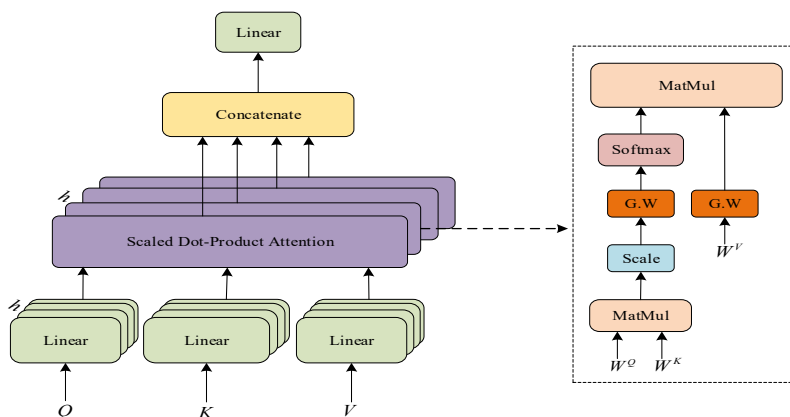 Linear
Concatenate
h
Scaled Dot-Product Attention
h
Linear
Linear
Linear
Q
K
V
MatMul
Softmax
G.W
G.W
W^V
Scale
MatMul
W^Q
W^K